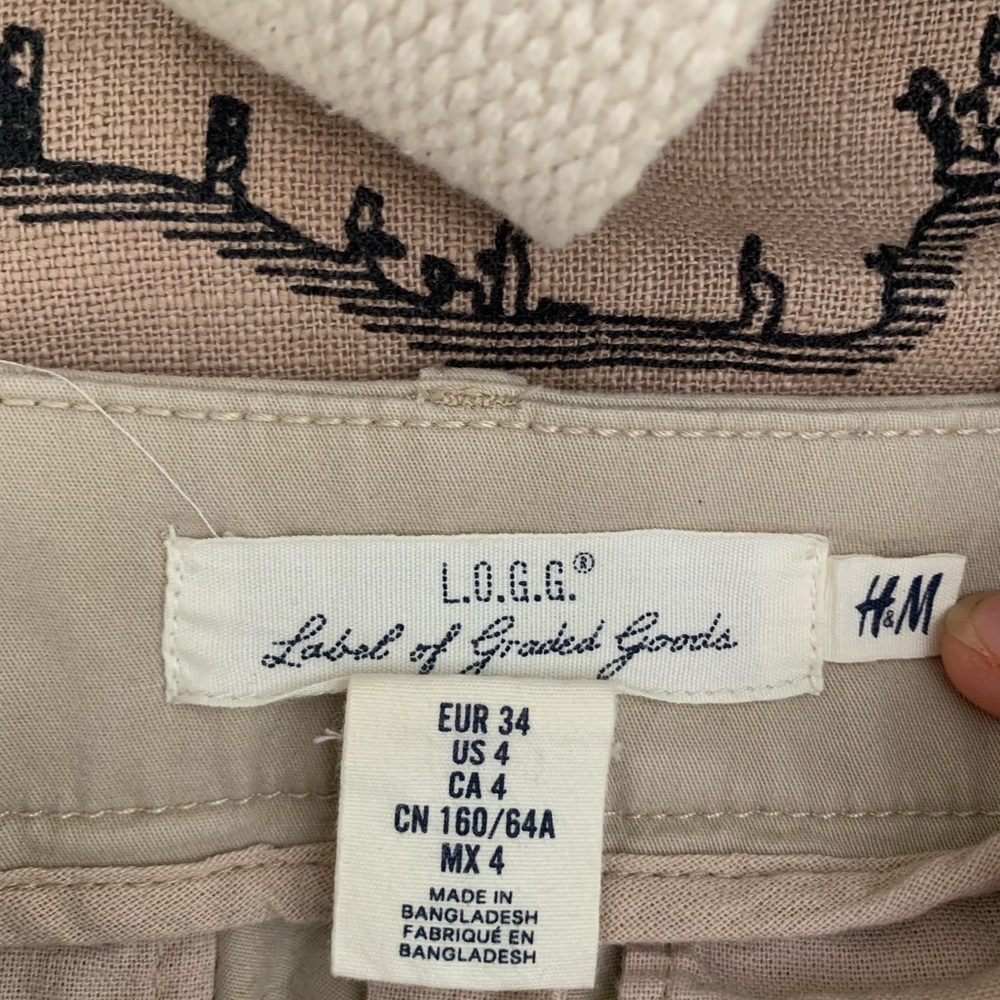 L.O.G.G.®
Label of Graded Goods
H&M
EUR 34
US 4
CA 4
CN 160/64A
MX 4
MADE IN
BANGLADESH
FABRIQUÉ EN
BANGLADESH